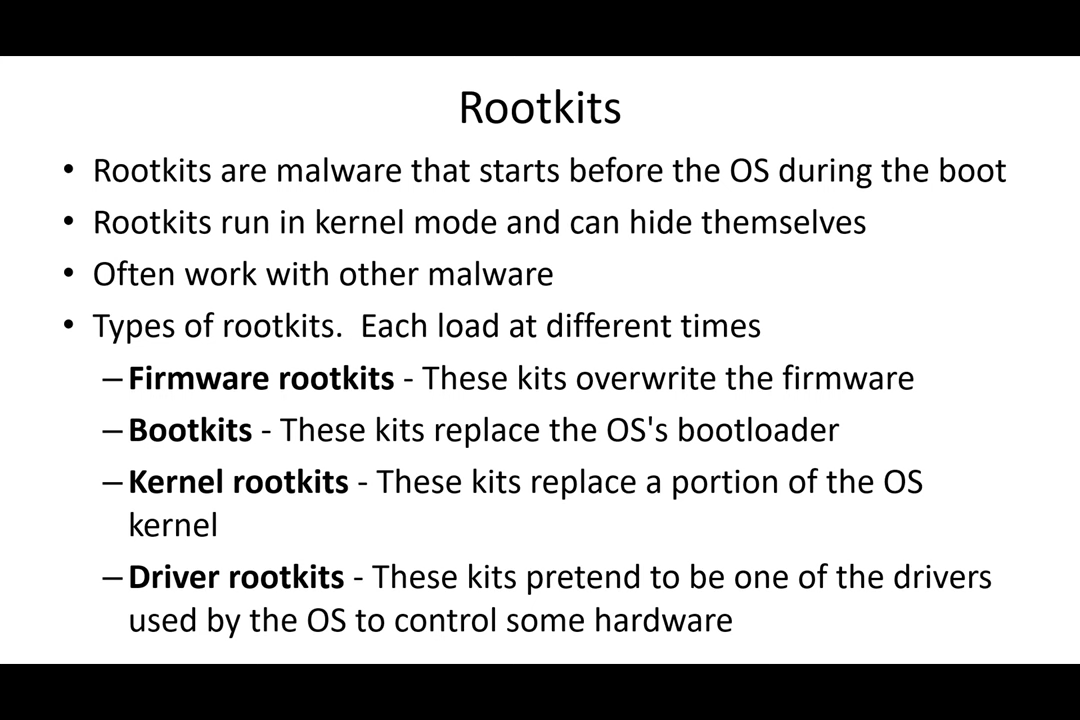 Rootkits
• Rootkits are malware that starts before the OS during the boot
• Rootkits run in kernel mode and can hide themselves
• Often work with other malware
• Types of rootkits.  Each load at different times
– Firmware rootkits - These kits overwrite the firmware
– Bootkits - These kits replace the OS's bootloader
– Kernel rootkits - These kits replace a portion of the OS
kernel
– Driver rootkits - These kits pretend to be one of the drivers
used by the OS to control some hardware